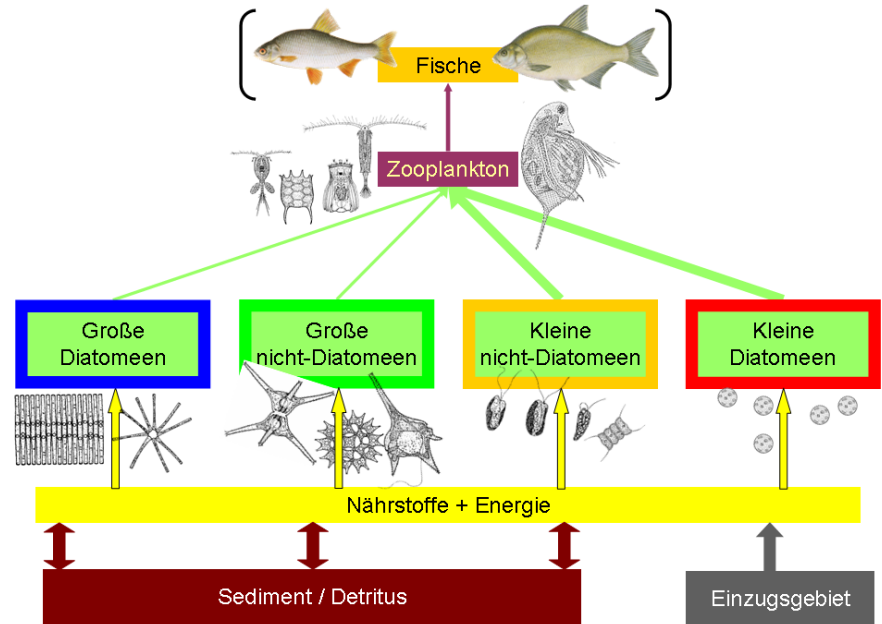 Fische
Zooplankton
Große
Diatomeen
Große
nicht-Diatomeen
Kleine
nicht-Diatomeen
Kleine
Diatomeen
Nährstoffe + Energie
Sediment / Detritus
Einzugsgebiet